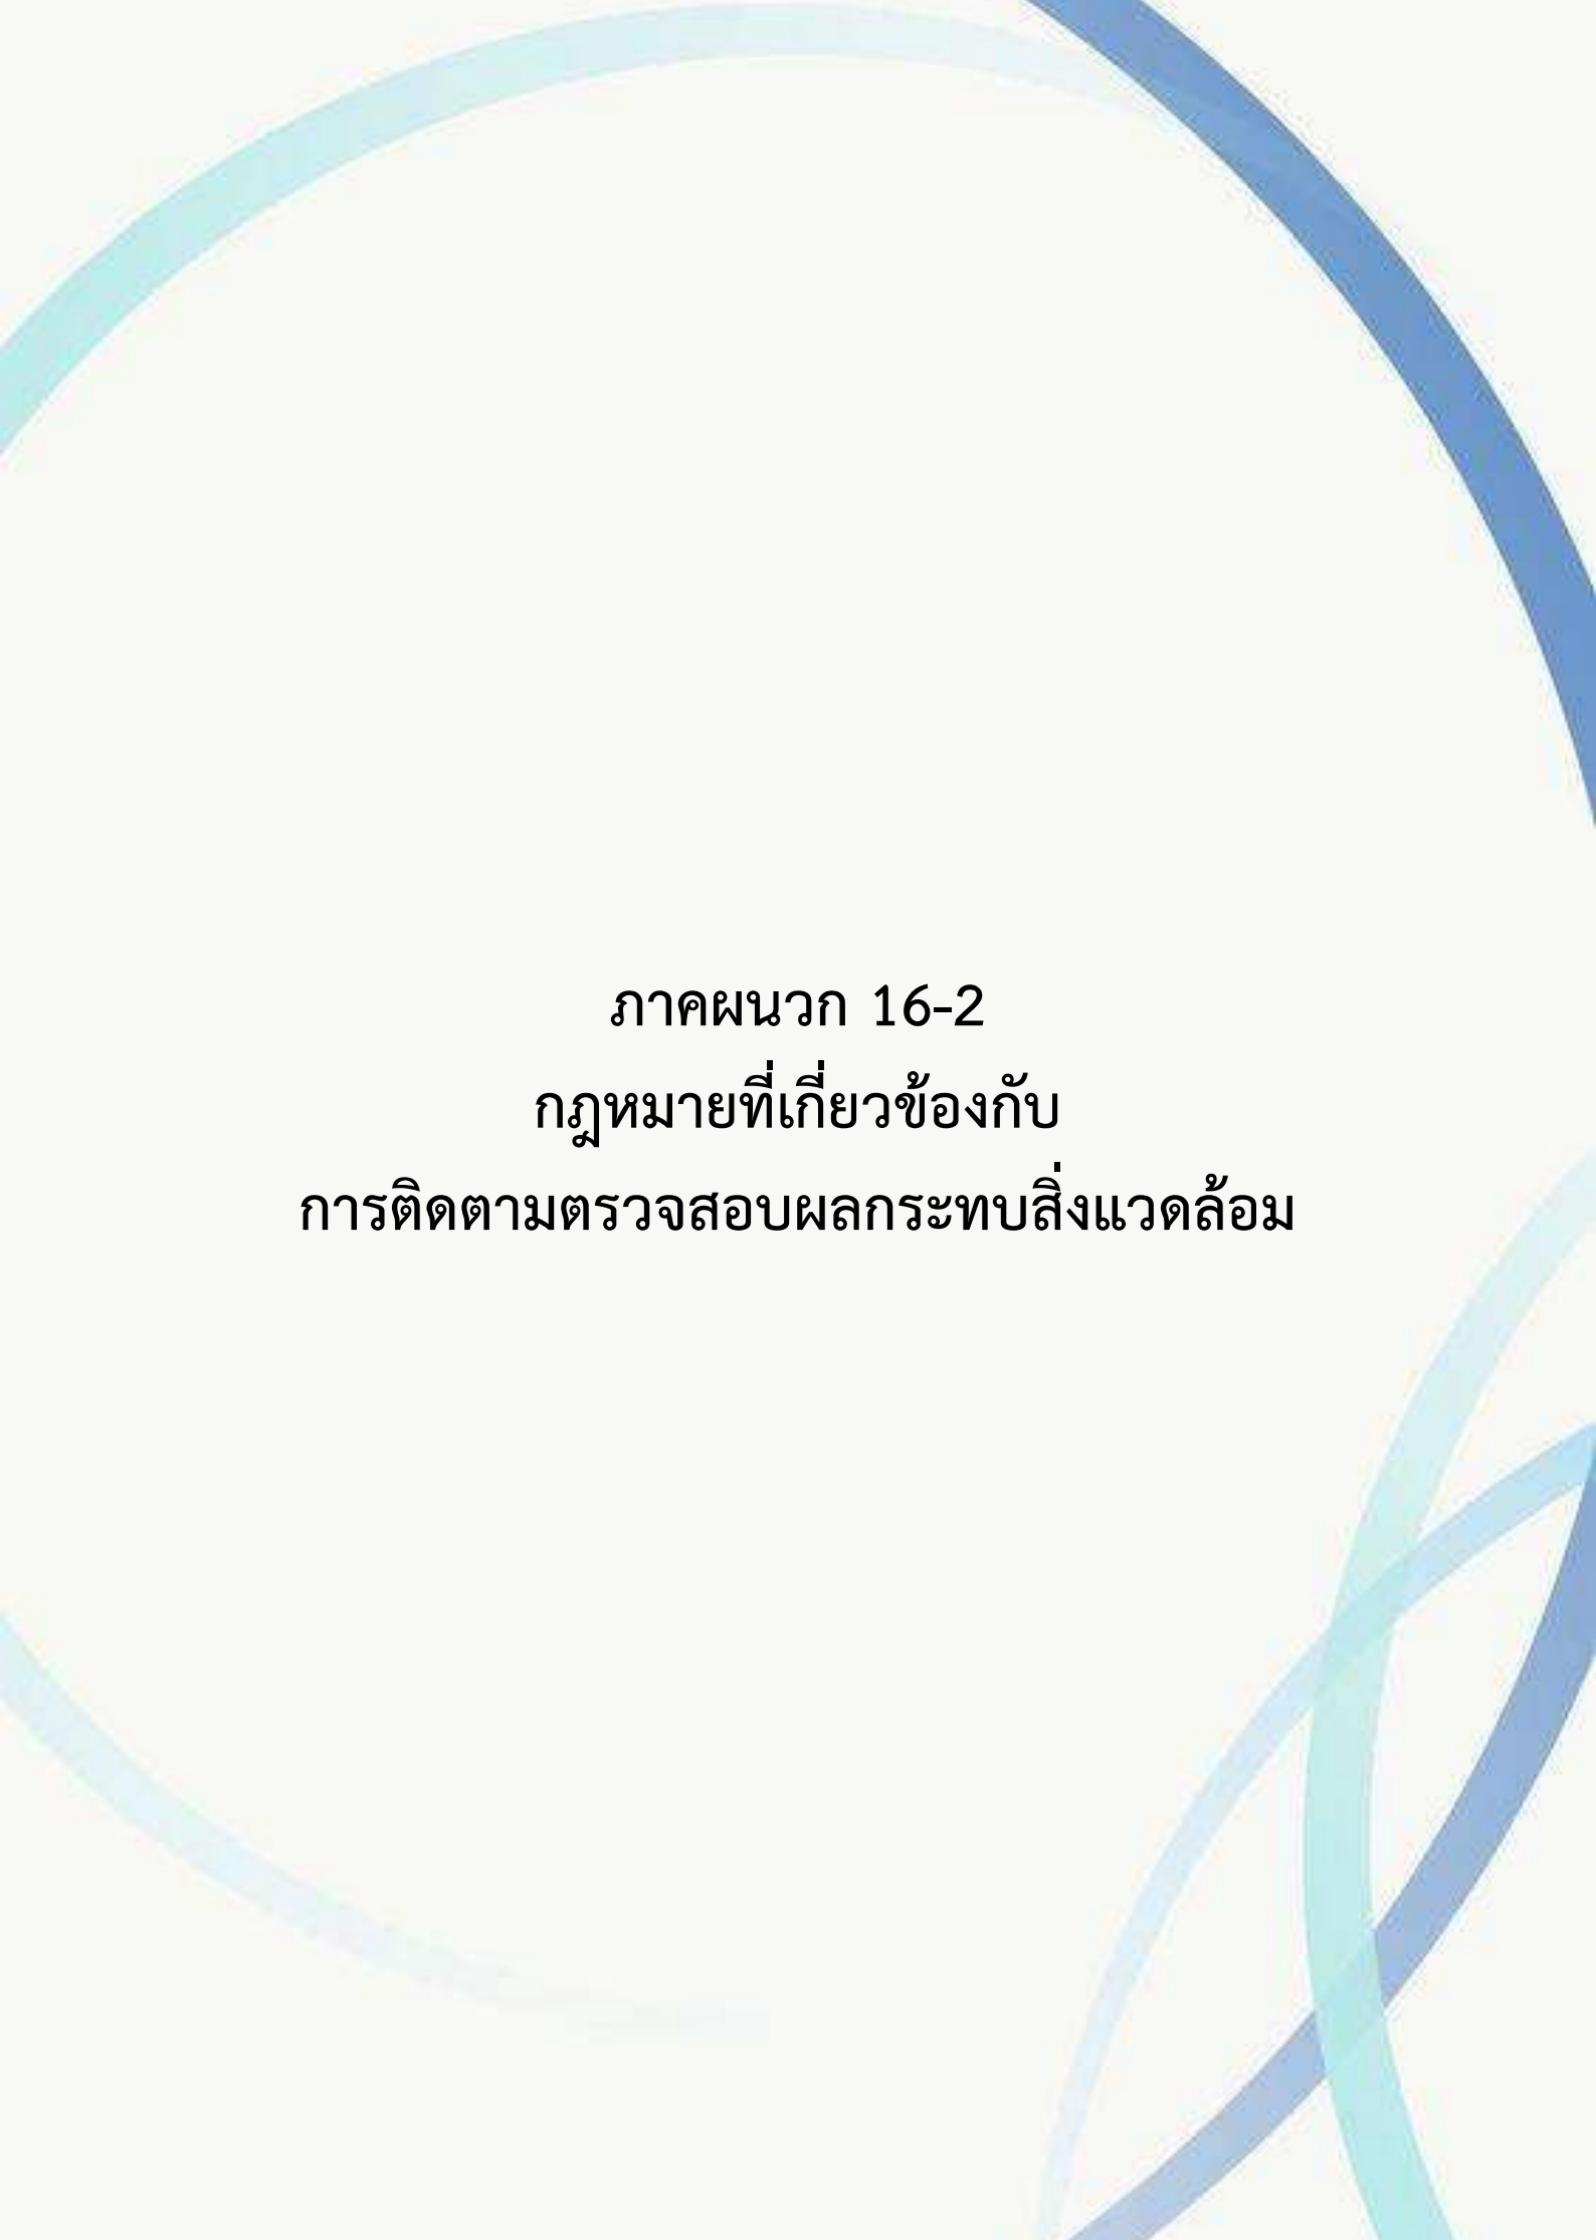 ภาคผนวก 16-2
กฎหมายที่เกี่ยวข้องกับ
การติดตามตรวจสอบผลกระทบสิ่งแวดล้อม